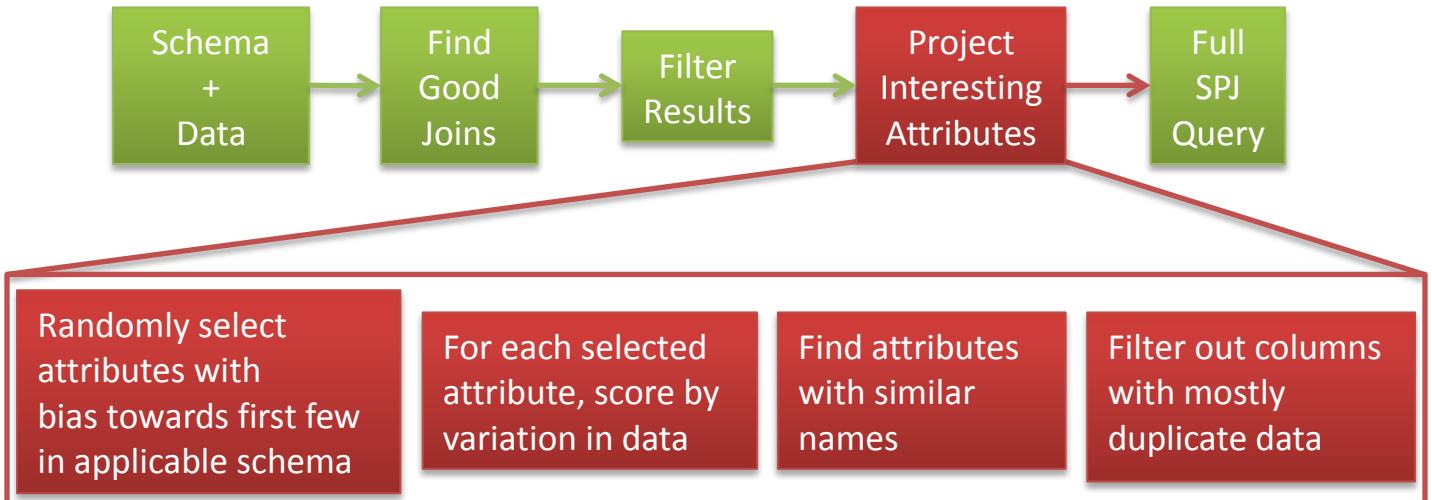 Schema
+
Data
Find
Good
Joins
Filter
Results
Project
Interesting
Attributes
Full
SPJ
Query
Randomly select
attributes with
bias towards first few
in applicable schema
For each selected
attribute, score by
variation in data
Find attributes
with similar
names
Filter out columns
with mostly
duplicate data